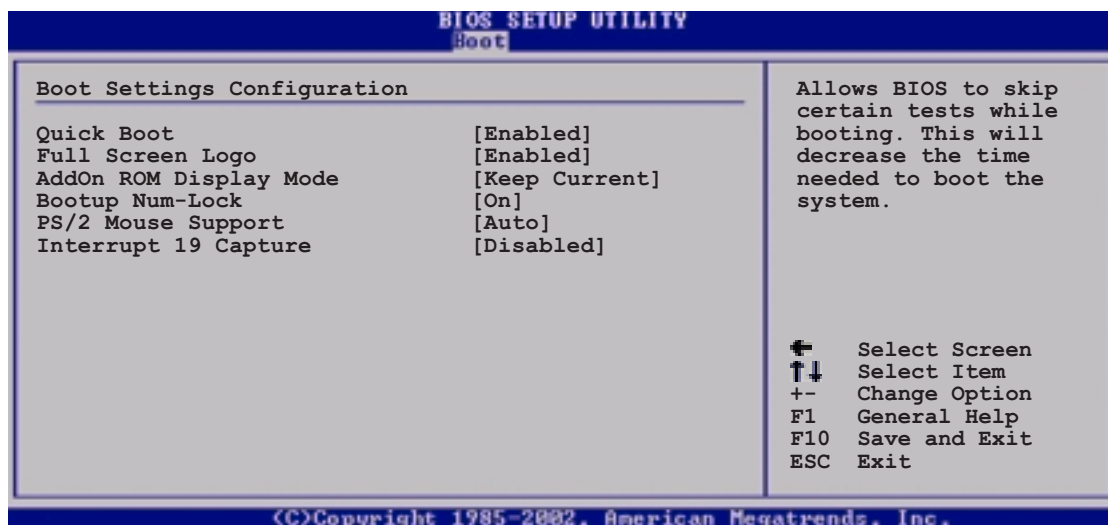 BIOS SETUP UTILITY
Boot
Boot Settings Configuration
Quick Boot [Enabled]
Full Screen Logo [Enabled]
AddOn ROM Display Mode [Keep Current]
Bootup Num-Lock [On]
PS/2 Mouse Support [Auto]
Interrupt 19 Capture [Disabled]
Allows BIOS to skip
certain tests while
booting. This will
decrease the time
needed to boot the
system.
← Select Screen
↑↓ Select Item
+- Change Option
F1 General Help
F10 Save and Exit
ESC Exit
(C)Copyright 1985-2002, American Megatrends, Inc.